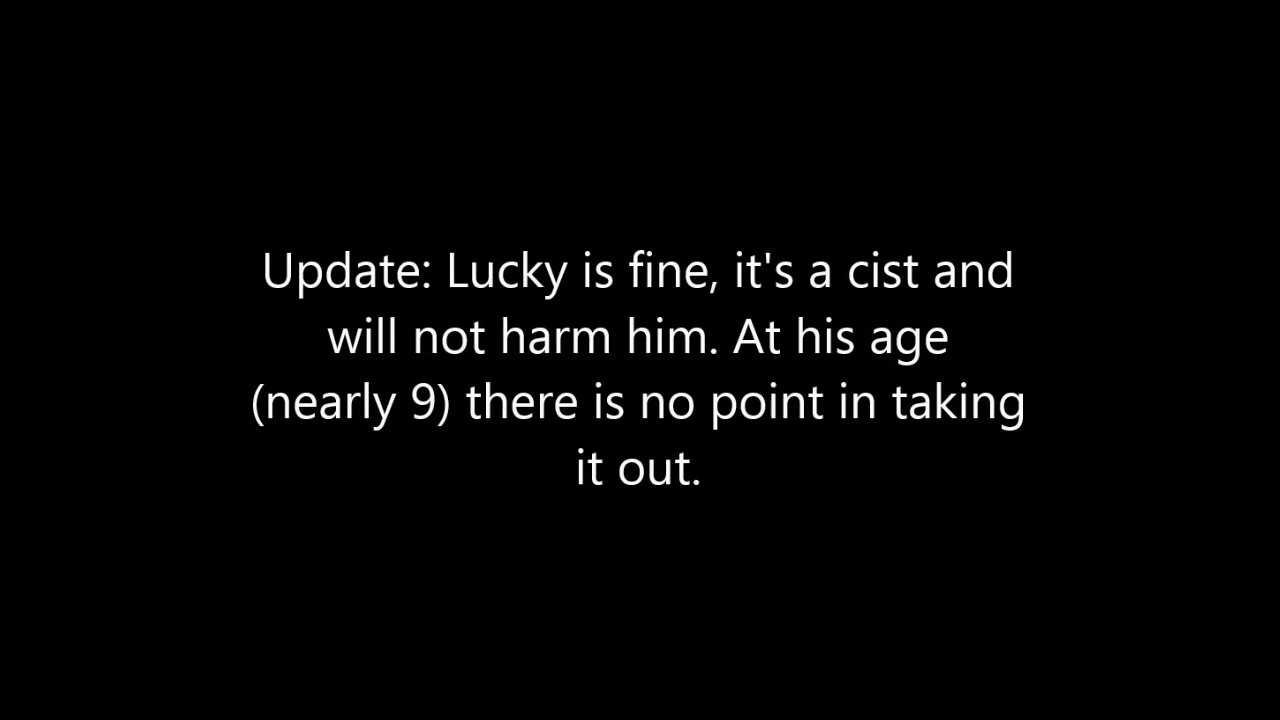 Update: Lucky is fine, it's a cist and
will not harm him. At his age
(nearly 9) there is no point in taking
it out.